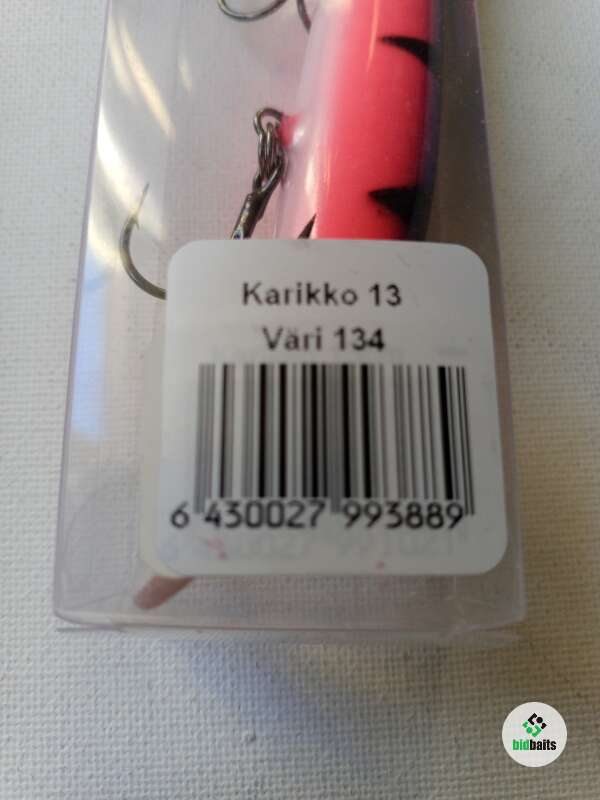 Karikko 13
Väri 134
6 430027 993889
bidbaits